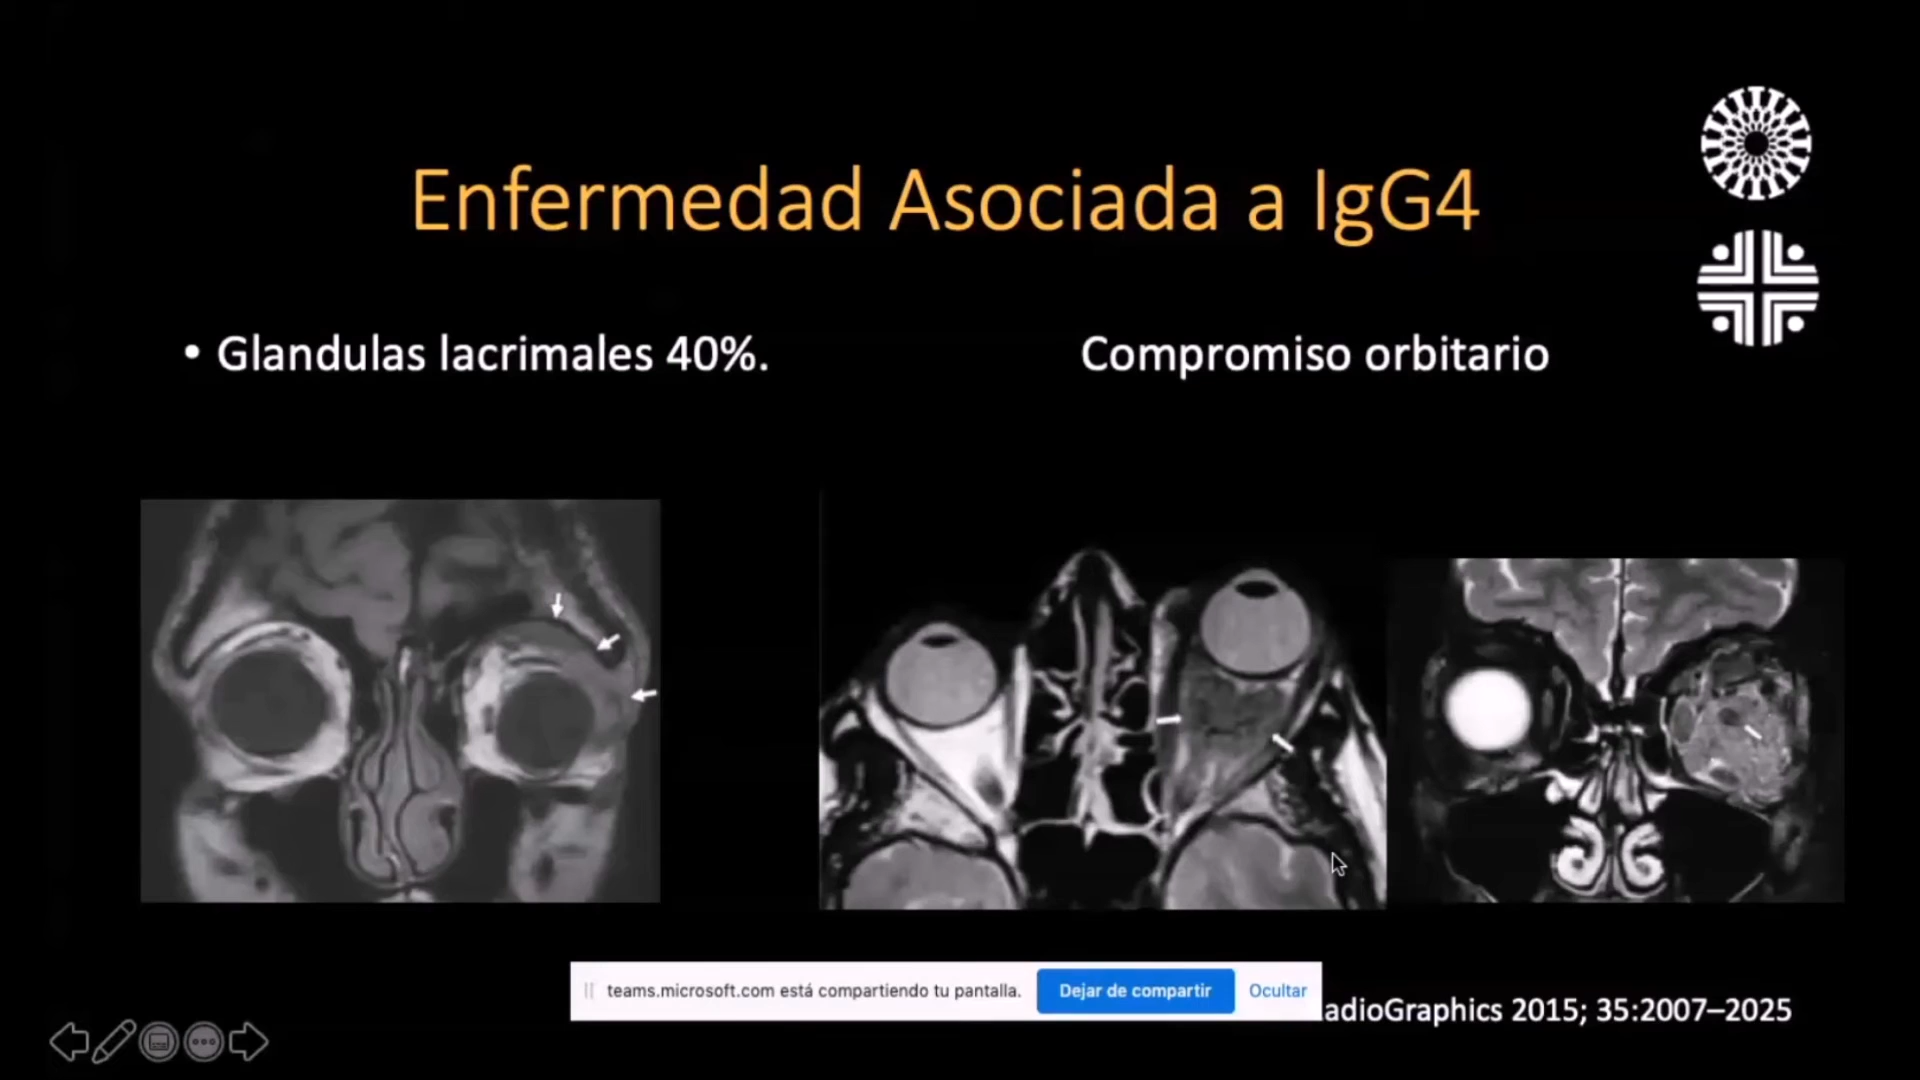 Enfermedad Asociada a IgG4
• Glandulas lacrimales 40%.
Compromiso orbitario
teams.microsoft.com está compartiendo tu pantalla.
Dejar de compartir
Ocultar
adioGraphics 2015; 35:2007–2025